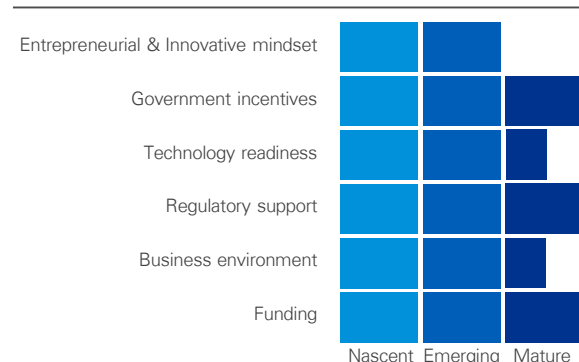 Entrepreneurial & Innovative mindset
Government incentives
Technology readiness
Regulatory support
Business environment
Funding
Nascent Emerging Mature